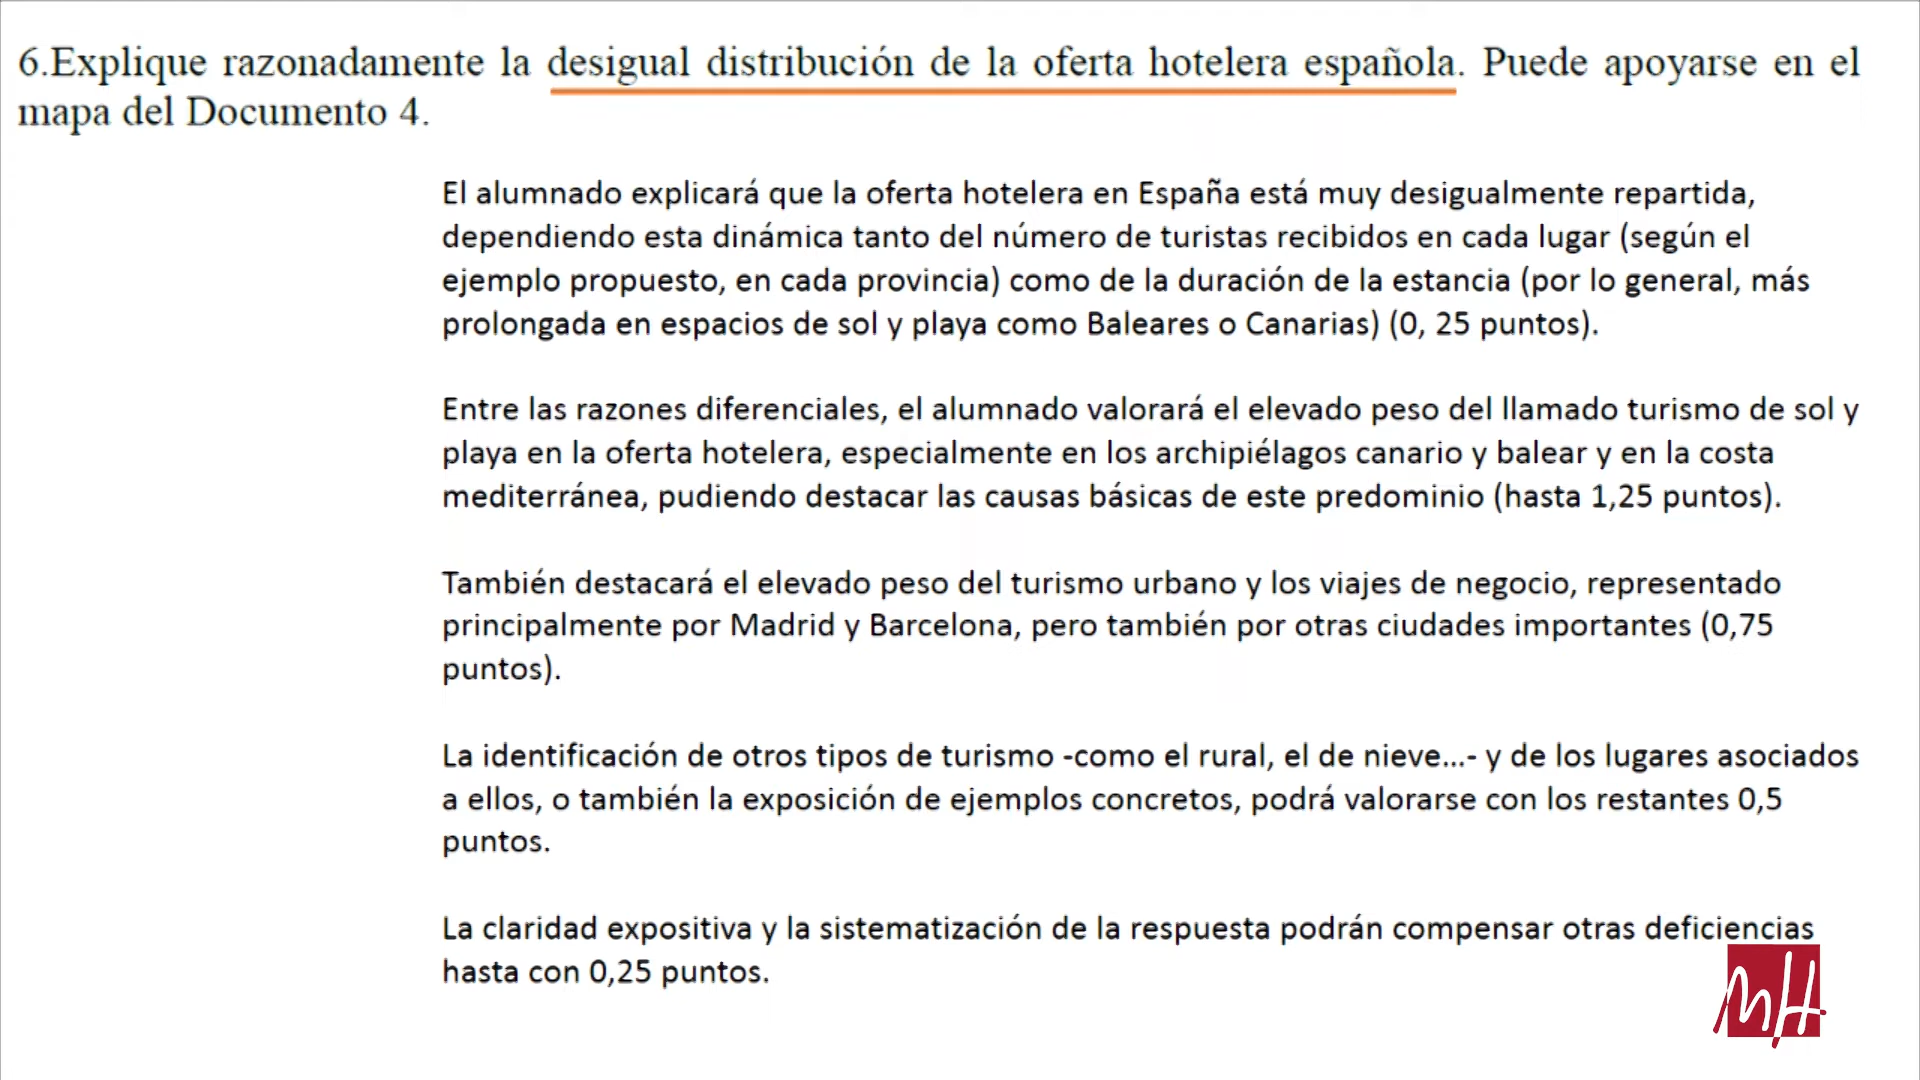 6.Explique razonadamente la desigual distribución de la oferta hotelera española. Puede apoyarse en el
mapa del Documento 4.
El alumnado explicará que la oferta hotelera en España está muy desigualmente repartida,
dependiendo esta dinámica tanto del número de turistas recibidos en cada lugar (según el
ejemplo propuesto, en cada provincia) como de la duración de la estancia (por lo general, más
prolongada en espacios de sol y playa como Baleares o Canarias) (0, 25 puntos).
Entre las razones diferenciales, el alumnado valorará el elevado peso del llamado turismo de sol y
playa en la oferta hotelera, especialmente en los archipiélagos canario y balear y en la costa
mediterránea, pudiendo destacar las causas básicas de este predominio (hasta 1,25 puntos).
También destacará el elevado peso del turismo urbano y los viajes de negocio, representado
principalmente por Madrid y Barcelona, pero también por otras ciudades importantes (0,75
puntos).
La identificación de otros tipos de turismo -como el rural, el de nieve...- y de los lugares asociados
a ellos, o también la exposición de ejemplos concretos, podrá valorarse con los restantes 0,5
puntos.
La claridad expositiva y la sistematización de la respuesta podrán compensar otras deficiencias
hasta con 0,25 puntos.
MH